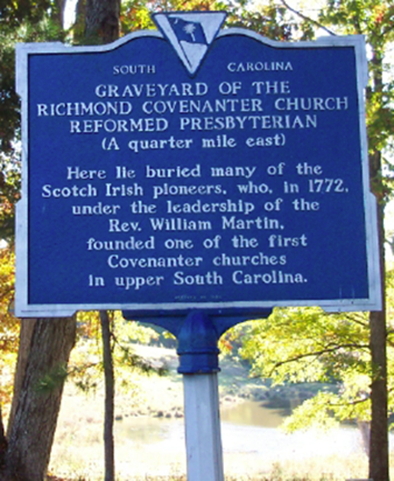 SOUTH CAROLINA
GRAVEYARD OF THE
RICHMOND COVENANTER CHURCH
REFORMED PRESBYTERIAN
(A quarter mile east)
Here lie buried many of the
Scotch Irish pioneers, who, in 1772,
under the leadership of the
Rev. William Martin,
founded one of the first
Covenanter churches
in upper South Carolina.